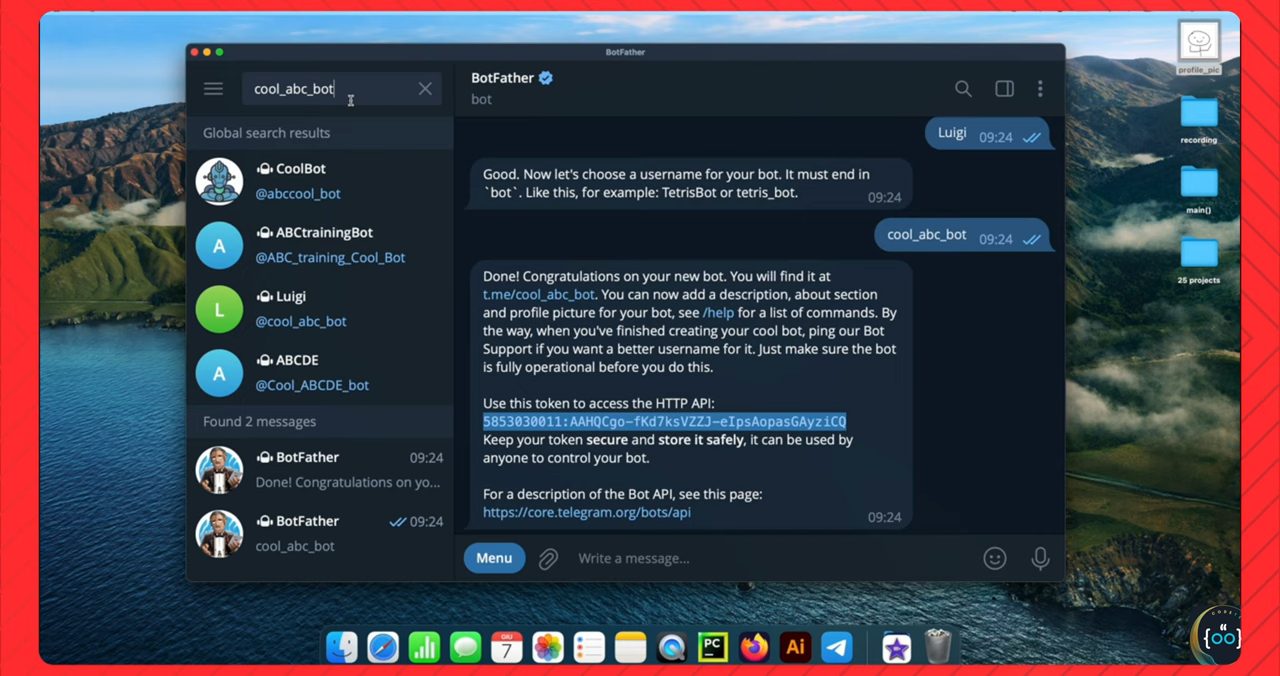 BotFather
cool_abc_bot
Global search results
CoolBot
@abccool_bot
ABCtrainingBot
@ABC_training_Cool_Bot
A
Luigi
@cool_abc_bot
L
ABCDE
@Cool_ABCDE_bot
A
Found 2 messages
BotFather 09:24
Done! Congratulations on yo...
BotFather 09:24
cool_abc_bot
BotFather
bot
Luigi 09:24
Good. Now let's choose a username for your bot. It must end in
`bot`. Like this, for example: TetrisBot or tetris_bot.
09:24
cool_abc_bot 09:24
Done! Congratulations on your new bot. You will find it at
t.me/cool_abc_bot. You can now add a description, about section
and profile picture for your bot, see /help for a list of commands. By
the way, when you've finished creating your cool bot, ping our Bot
Support if you want a better username for it. Just make sure the bot
is fully operational before you do this.
Use this token to access the HTTP API:
5853030011:AAHQCgo-fKd7ksVZZJ-eIpsAopasGAyziCQ
Keep your token secure and store it safely, it can be used by
anyone to control your bot.
For a description of the Bot API, see this page:
https://core.telegram.org/bots/api
09:24
Menu
Write a message...
profile_pic
recording
main()
25 projects
GIU
7
PC
Ai
{oo}